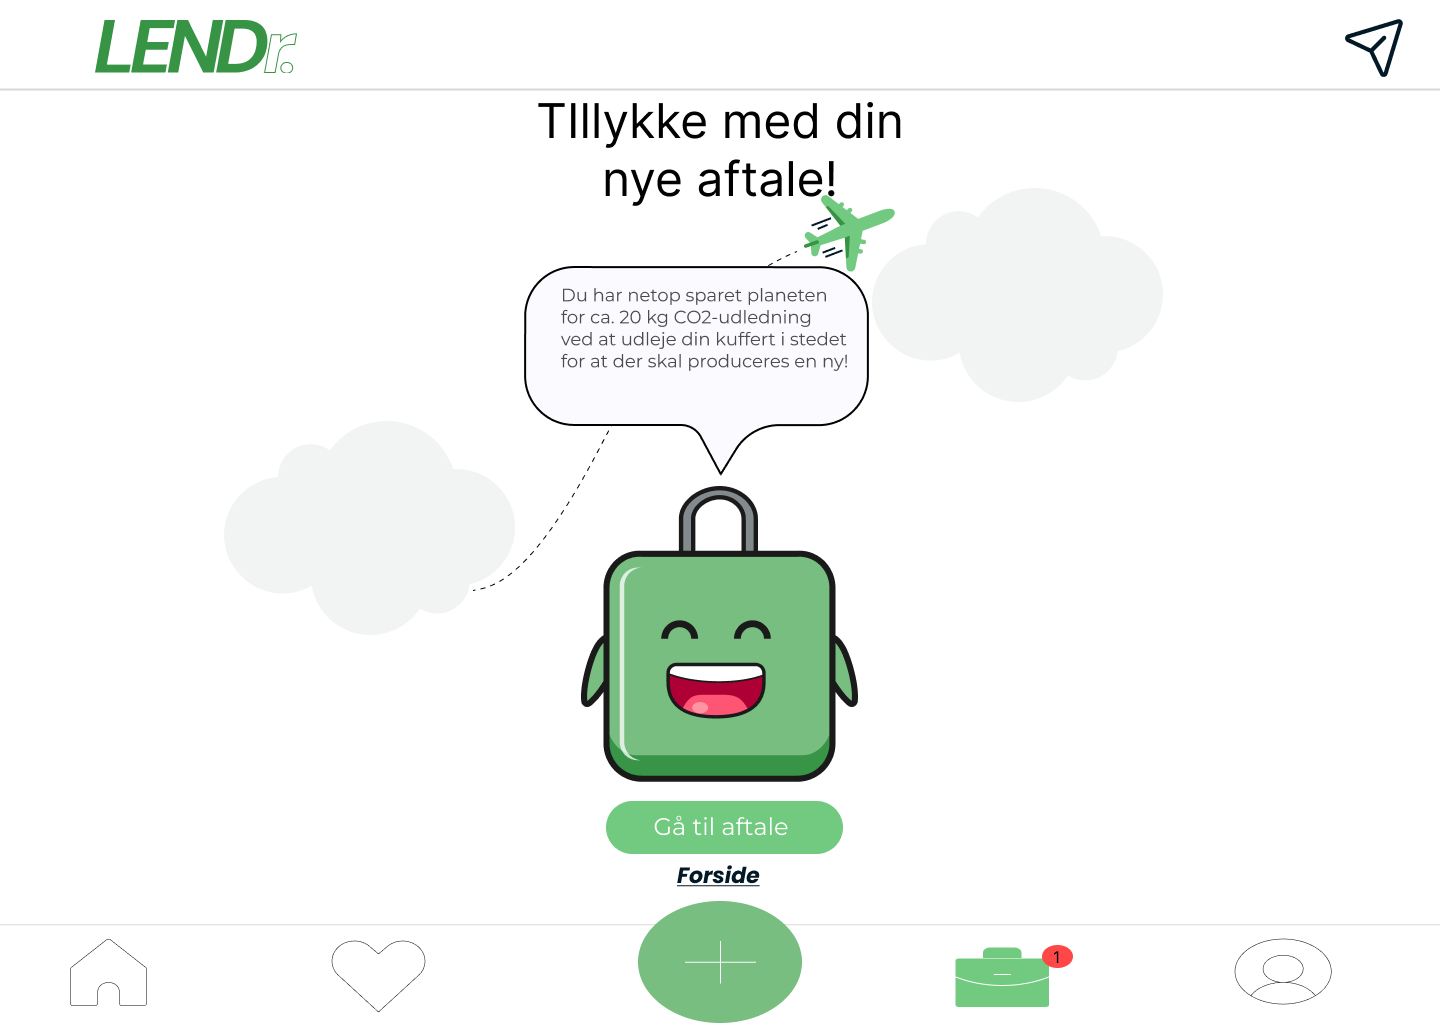 LENDr.
TIllykke med din
nye aftale!
Du har netop sparet planeten
for ca. 20 kg CO2-udledning
ved at udleje din kuffert i stedet
for at der skal produceres en ny!
Gå til aftale
Forside
1